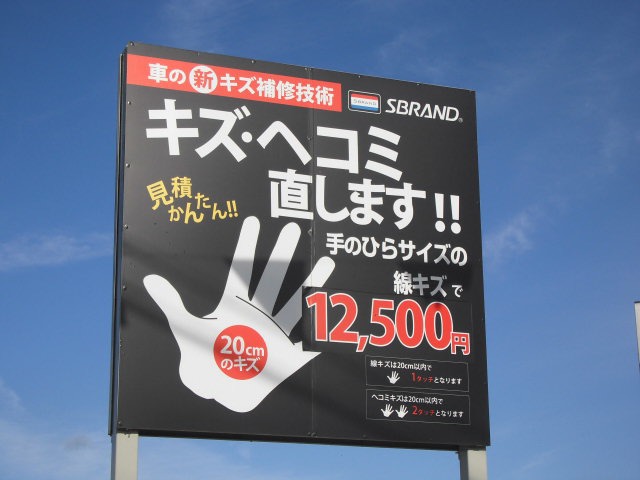 車の新キズ補修技術
SBRAND
SBRAND®
キズ・ヘコミ
直します!!
見積
かんたん!!
手のひらサイズの
線キズで
12,500円
20cm
のキズ
線キズは20cm以内で
1タッチとなります
ヘコミキズは20cm以内で
2タッチとなります